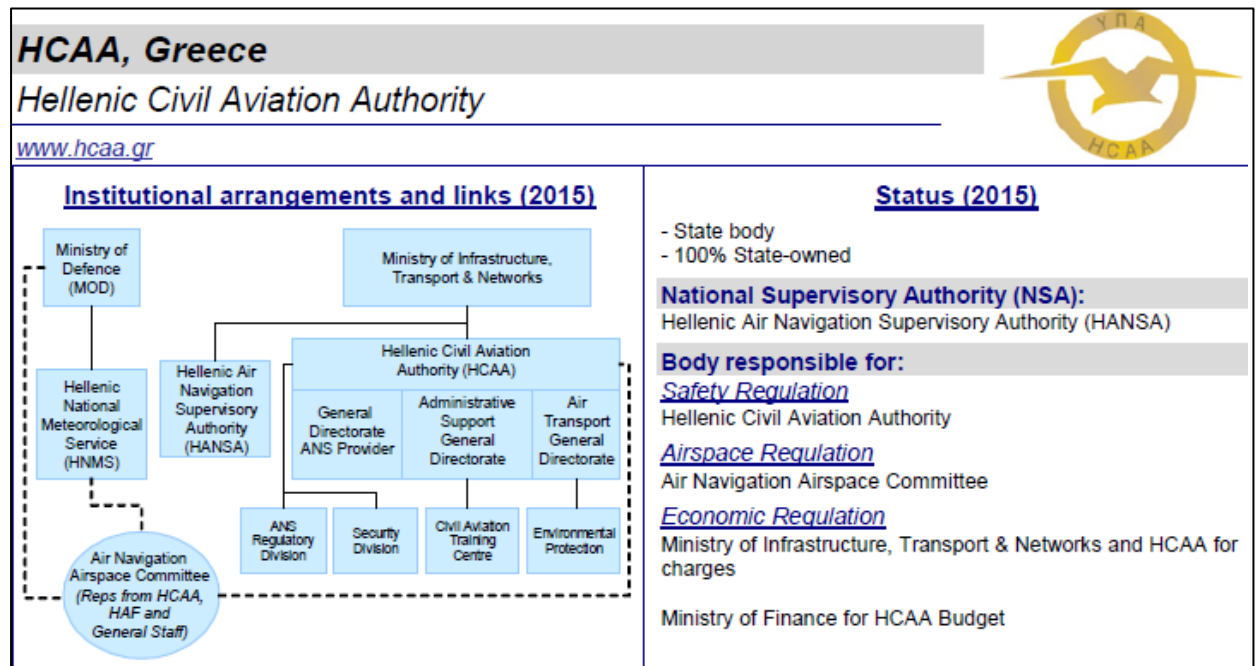 HCAA, Greece
Hellenic Civil Aviation Authority
www.hcaa.gr
ΥΠΑ
HCAA
Institutional arrangements and links (2015)
Ministry of
Defence
(MOD)
Ministry of Infrastructure,
Transport & Networks
Hellenic
National
Meteorological
Service
(HNMS)
Hellenic Air
Navigation
Supervisory
Authority
(HANSA)
Hellenic Civil Aviation
Authority (HCAA)
General
Directorate
ANS Provider
Administrative
Support
General
Directorate
Air
Transport
General
Directorate
ANS
Regulatory
Division
Security
Division
Civil Aviation
Training
Centre
Environmental
Protection
Air Navigation
Airspace Committee
(Reps from HCAA,
HAF and
General Staff)
Status (2015)
- State body
- 100% State-owned
National Supervisory Authority (NSA):
Hellenic Air Navigation Supervisory Authority (HANSA)
Body responsible for:
Safety Regulation
Hellenic Civil Aviation Authority
Airspace Regulation
Air Navigation Airspace Committee
Economic Regulation
Ministry of Infrastructure, Transport & Networks and HCAA for
charges
Ministry of Finance for HCAA Budget